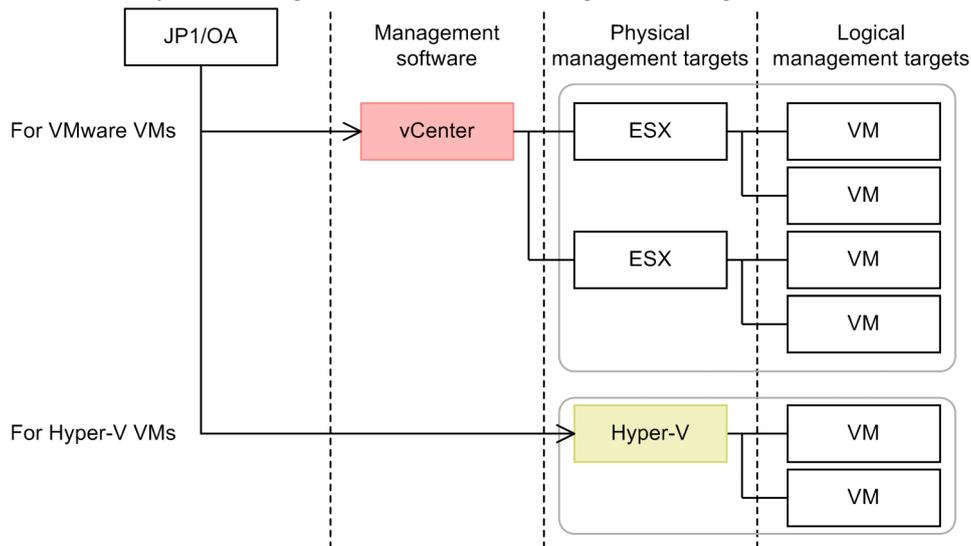 JP1/OA
Management
software
Physical
management targets
Logical
management targets
For VMware VMs
vCenter
ESX
VM
VM
ESX
VM
VM
For Hyper-V VMs
Hyper-V
VM
VM